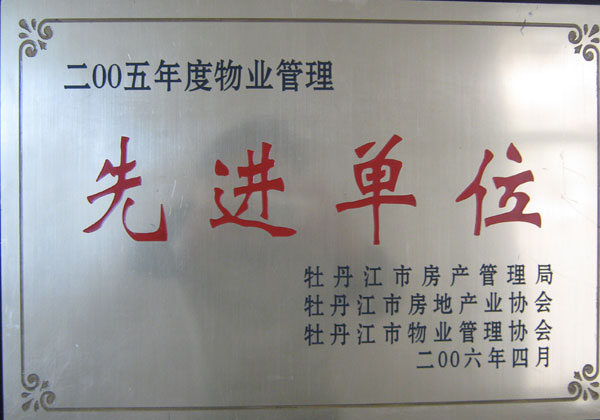 二00五年度物业管理
先进单位
牡丹江市房产管理局
牡丹江市房地产业协会
牡丹江市物业管理协会
二00六年四月